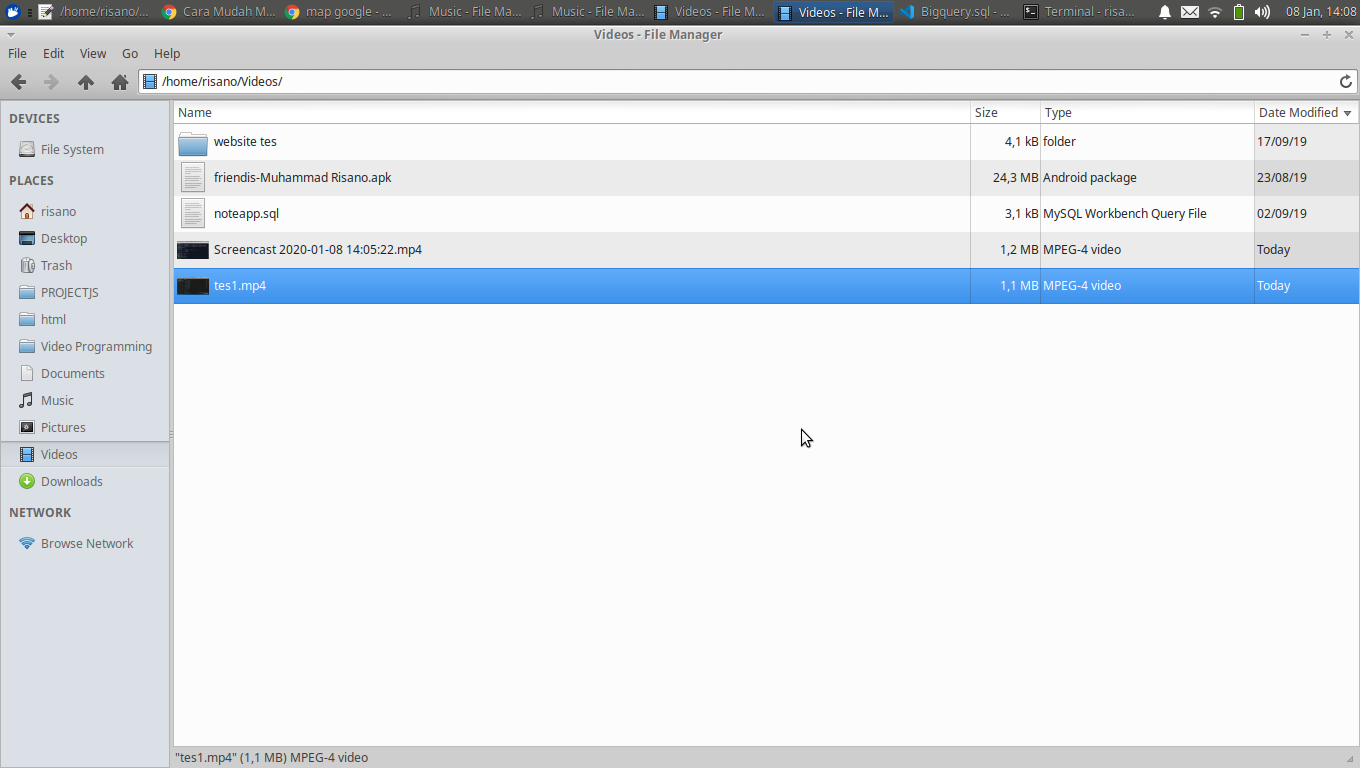 /home/risano/... Cara Mudah M... map google - ... Music - File Ma... Music - File Ma... Videos - File M... Videos - File M... Bigquery.sql - ... Terminal - risa... 08 Jan, 14:08
Videos - File Manager
File Edit View Go Help
/home/risano/Videos/
DEVICES
File System
PLACES
risano
Desktop
Trash
PROJECTJS
html
Video Programming
Documents
Music
Pictures
Videos
Downloads
NETWORK
Browse Network
Name Size Type Date Modified
website tes 4,1 kB folder 17/09/19
friendis-Muhammad Risano.apk 24,3 MB Android package 23/08/19
noteapp.sql 3,1 kB MySQL Workbench Query File 02/09/19
Screencast 2020-01-08 14:05:22.mp4 1,2 MB MPEG-4 video Today
tes1.mp4 1,1 MB MPEG-4 video Today
"tes1.mp4" (1,1 MB) MPEG-4 video